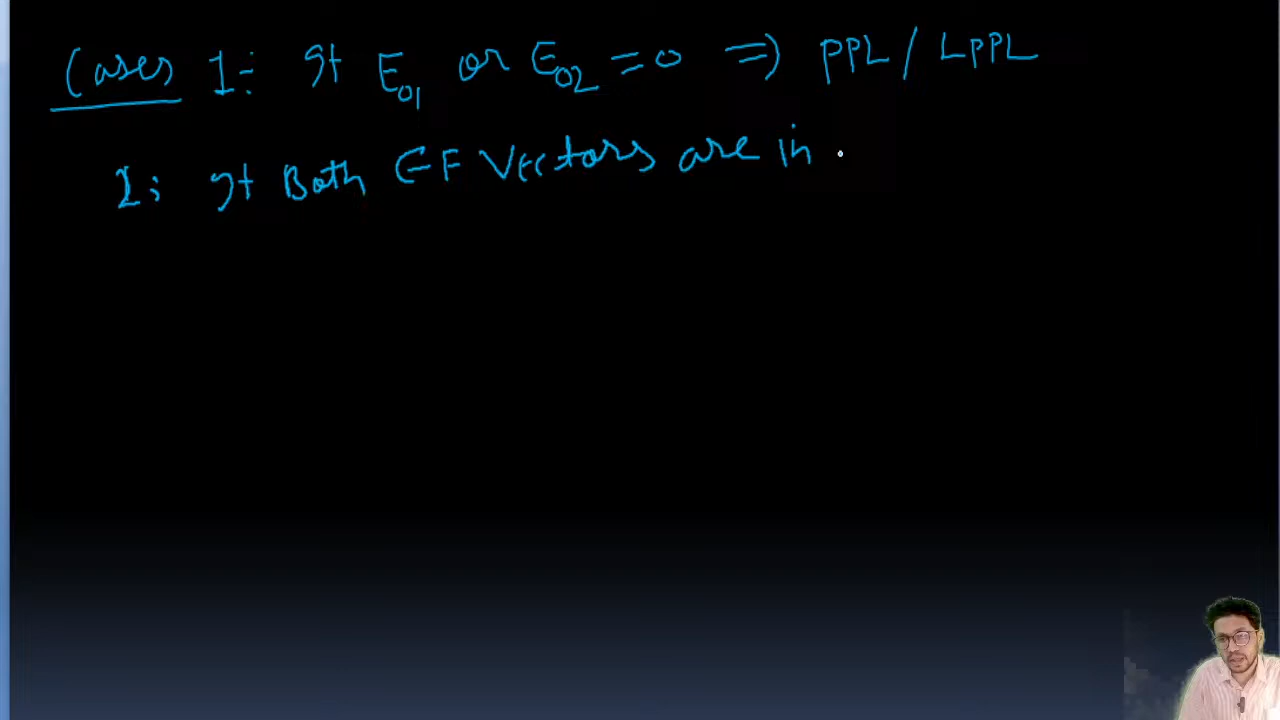 Cases 1:- If E01 or E02 = 0 ⇒ PPL / LPPL
2: If Both EF Vectors are in